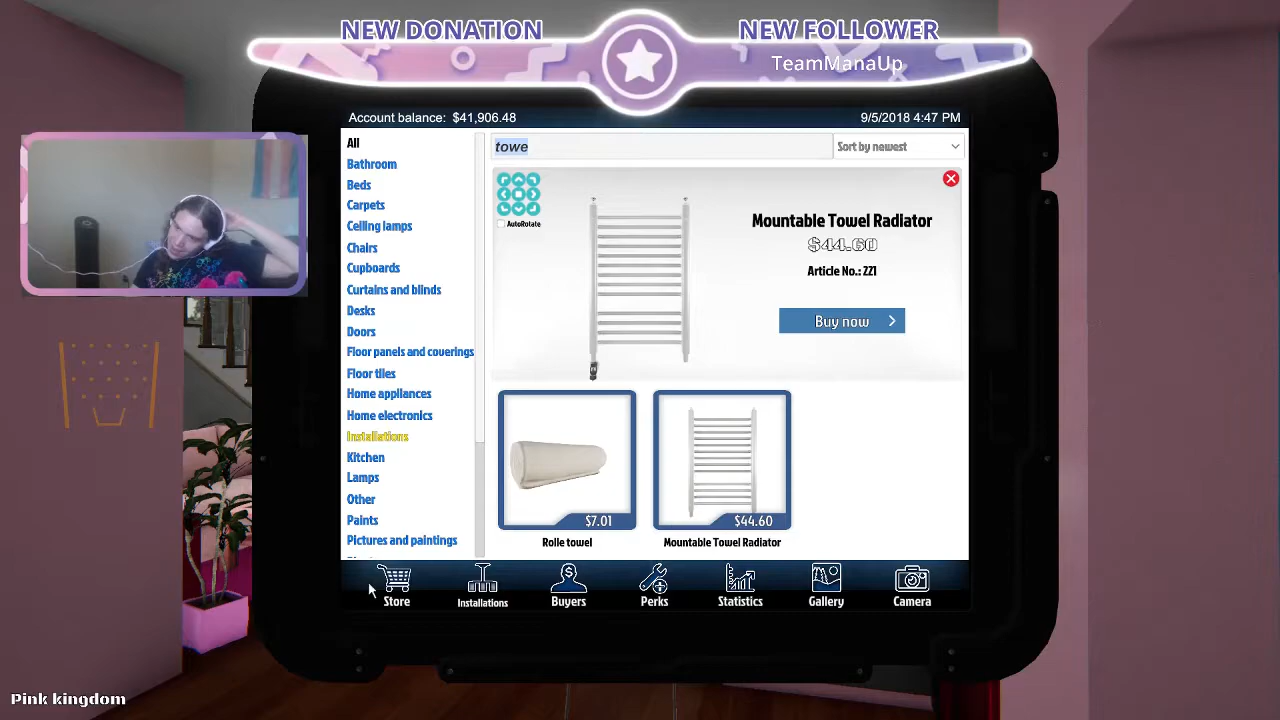 NEW DONATION
NEW FOLLOWER
TeamManaUp
Account balance: $41,906.48
9/5/2018 4:47 PM
All
Bathroom
Beds
Carpets
Ceiling lamps
Chairs
Cupboards
Curtains and blinds
Desks
Doors
Floor panels and coverings
Floor tiles
Home appliances
Home electronics
Installations
Kitchen
Lamps
Other
Paints
Pictures and paintings
towe
Sort by newest
AutoRotate
Mountable Towel Radiator
$44.60
Article No.: 221
Buy now
$7.01
Rolle towel
$44.60
Mountable Towel Radiator
Store
Installations
Buyers
Perks
Statistics
Gallery
Camera
Pink kingdom